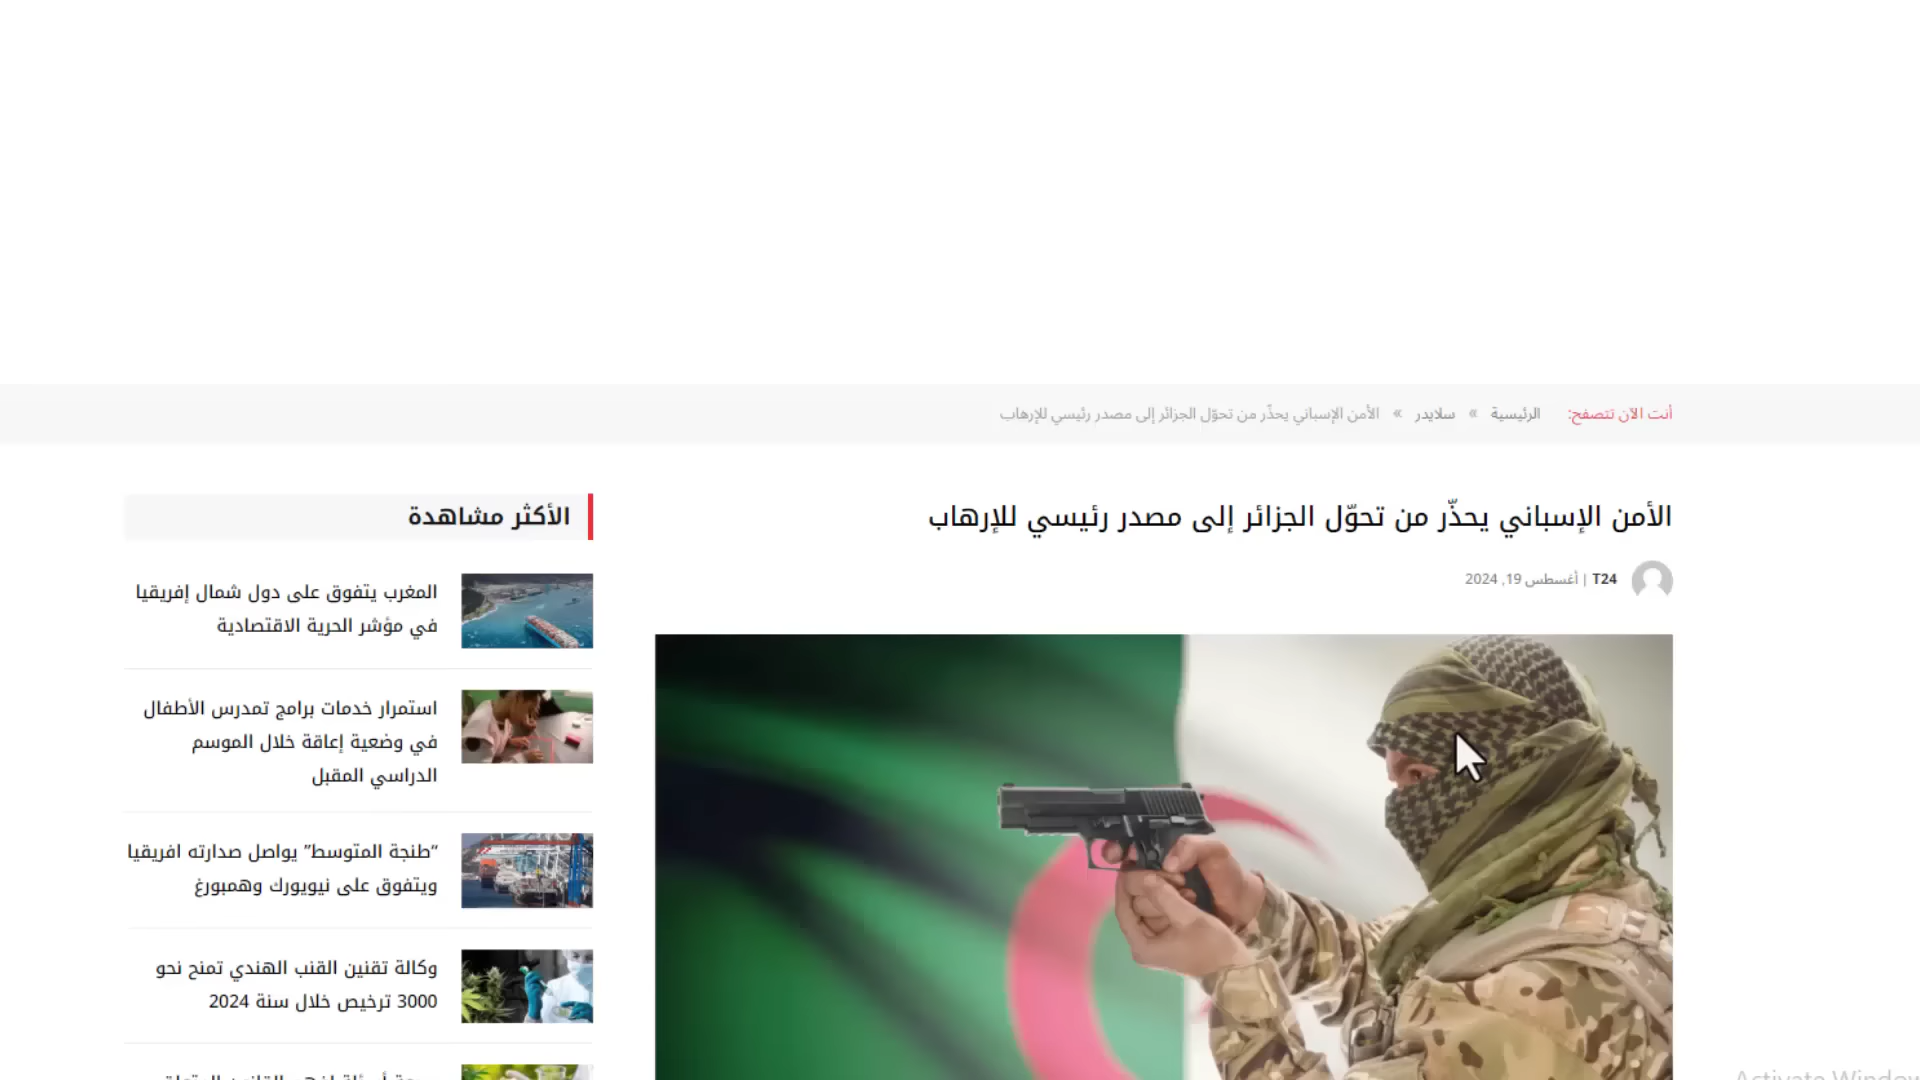 أنت الآن تتصفح: الرئيسية » سلايدر » الأمن الإسباني يحذّر من تحوّل الجزائر إلى مصدر رئيسي للإرهاب
الأمن الإسباني يحذّر من تحوّل الجزائر إلى مصدر رئيسي للإرهاب
T24 | أغسطس 19, 2024
الأكثر مشاهدة
المغرب يتفوق على دول شمال إفريقيا
في مؤشر الحرية الاقتصادية
استمرار خدمات برامج تمدرس الأطفال
في وضعية إعاقة خلال الموسم
الدراسي المقبل
“طنجة المتوسط” يواصل صدارته افريقيا
ويتفوق على نيويورك وهمبورغ
وكالة تقنين القنب الهندي تمنح نحو
3000 ترخيص خلال سنة 2024